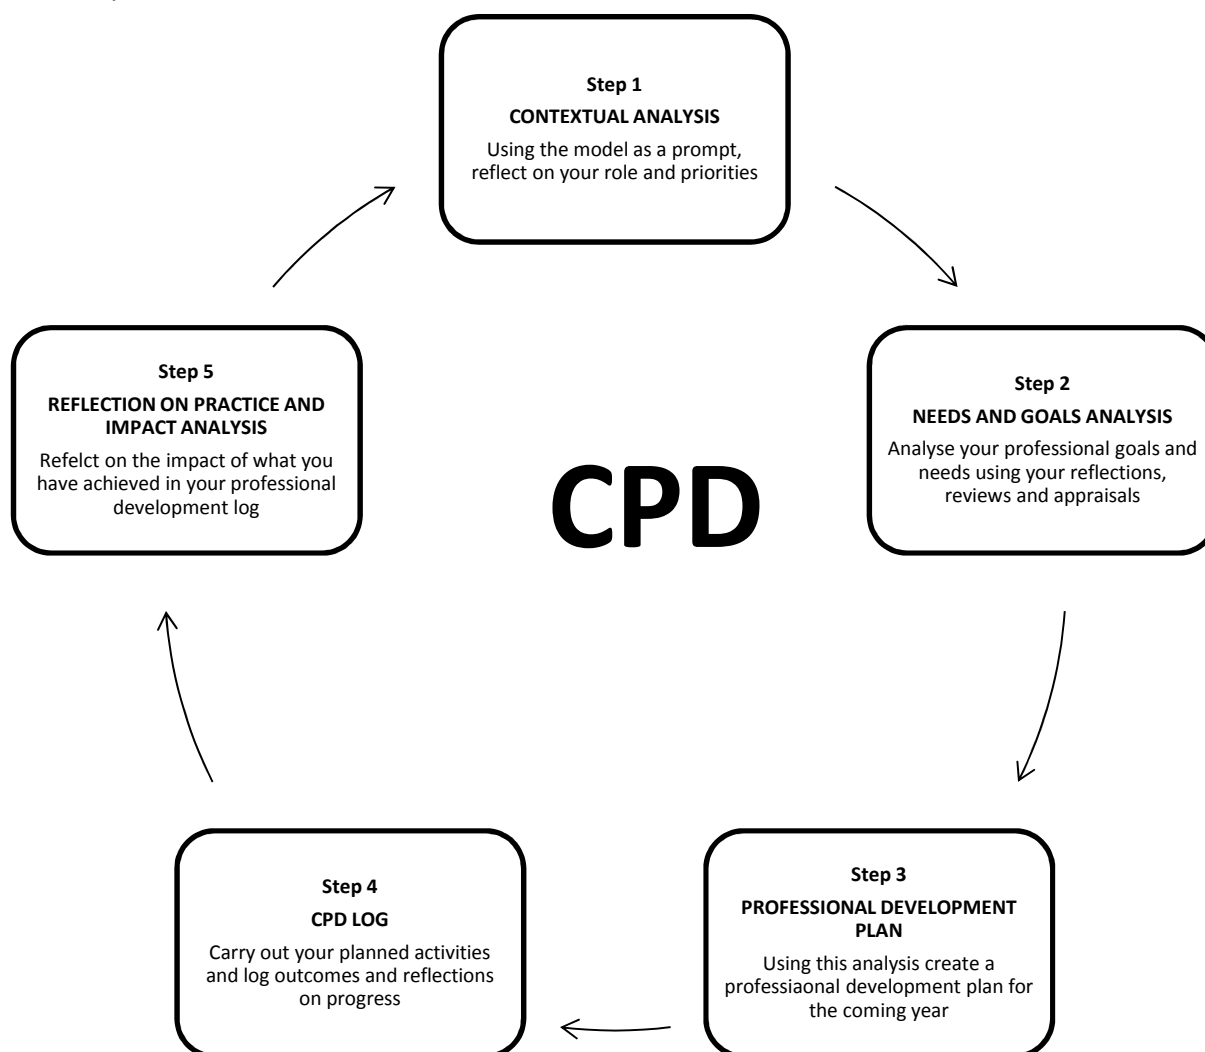 Step 1
CONTEXTUAL ANALYSIS
Using the model as a prompt,
reflect on your role and priorities
Step 2
NEEDS AND GOALS ANALYSIS
Analyse your professional goals and
needs using your reflections,
reviews and appraisals
Step 3
PROFESSIONAL DEVELOPMENT
PLAN
Using this analysis create a
professiaonal development plan for
the coming year
Step 4
CPD LOG
Carry out your planned activities
and log outcomes and reflections
on progress
Step 5
REFLECTION ON PRACTICE AND
IMPACT ANALYSIS
Refelct on the impact of what you
have achieved in your professional
development log
CPD